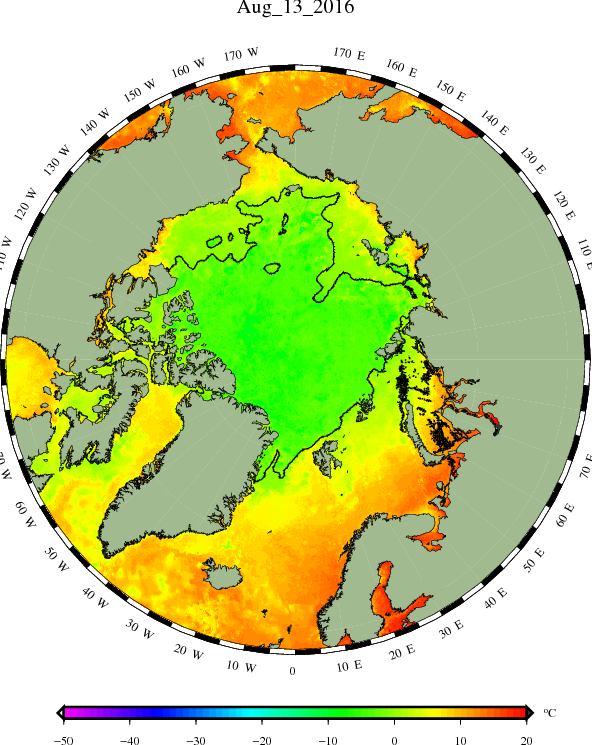 Aug_13_2016
170 W
170 E
160 W
160 E
150 W
150 E
140 W
140 E
130 W
130 E
120 W
120 E
110 E
70 E
60 W
60 E
50 W
50 E
40 W
40 E
30 W
30 E
20 W
20 E
10 W
10 E
0
°C
−50 −40 −30 −20 −10 0 10 20